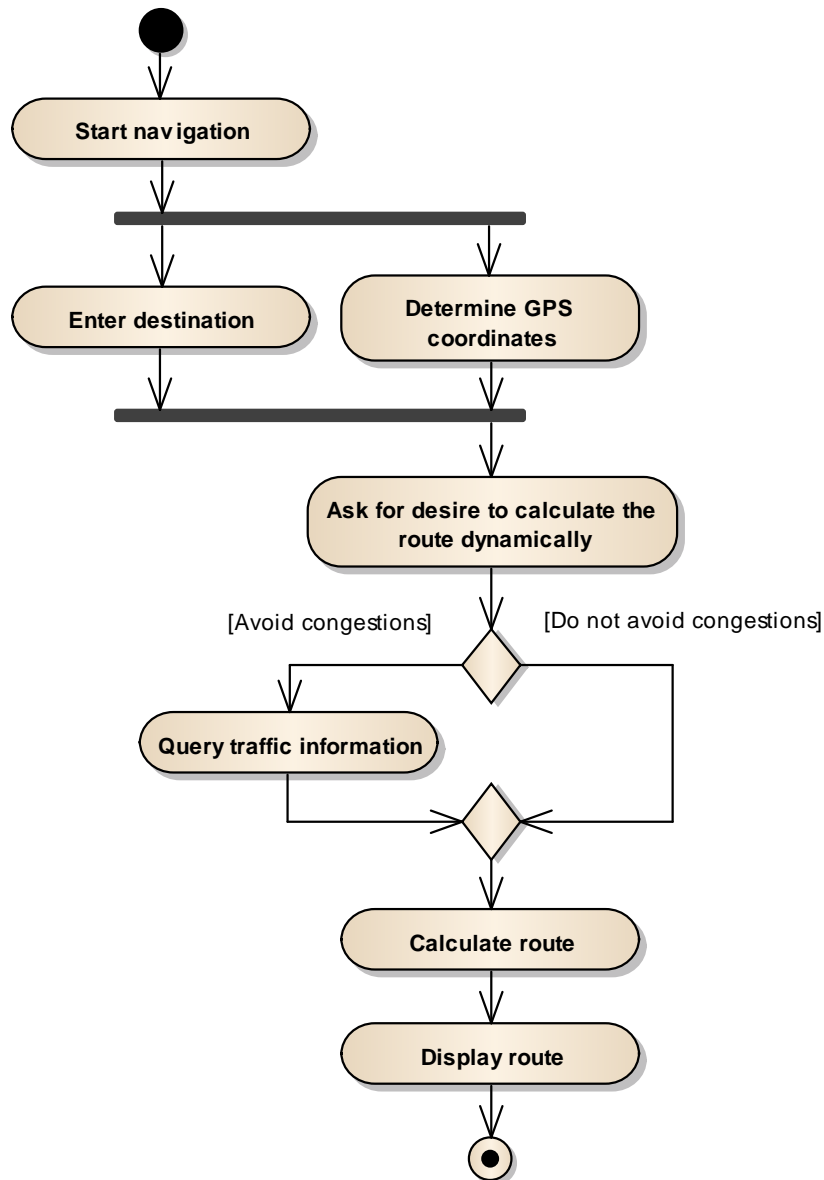 Start navigation
Enter destination
Determine GPS
coordinates
Ask for desire to calculate the
route dynamically
[Avoid congestions]
[Do not avoid congestions]
Query traffic information
Calculate route
Display route